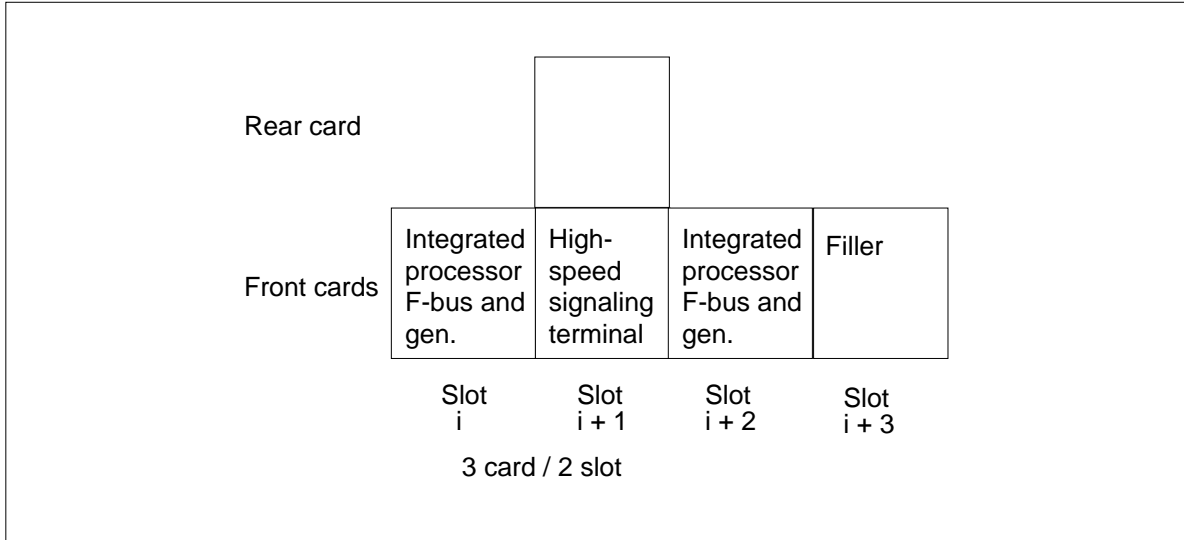 Rear card
Front cards
Integrated
processor
F-bus and
gen.
High-
speed
signaling
terminal
Integrated
processor
F-bus and
gen.
Filler
Slot
i
Slot
i + 1
Slot
i + 2
Slot
i + 3
3 card / 2 slot